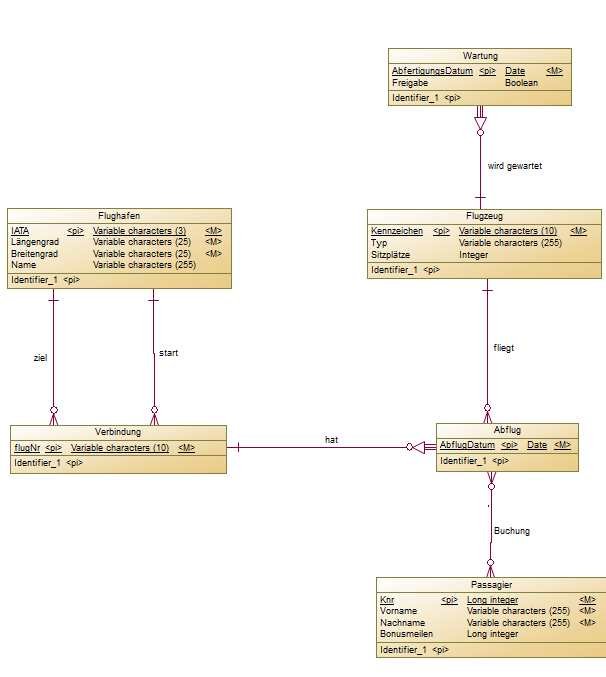 Wartung
AbfertigungsDatum <pi> Date <M>
Freigabe Boolean
Identifier_1 <pi>
wird gewartet
Flughafen
IATA <pi> Variable characters (3) <M>
Längengrad Variable characters (25) <M>
Breitengrad Variable characters (25) <M>
Name Variable characters (255)
Identifier_1 <pi>
Flugzeug
Kennzeichen <pi> Variable characters (10) <M>
Typ Variable characters (255)
Sitzplätze Integer
Identifier_1 <pi>
ziel
start
fliegt
Verbindung
flugNr <pi> Variable characters (10) <M>
Identifier_1 <pi>
hat
Abflug
AbflugDatum <pi> Date <M>
Identifier_1 <pi>
Buchung
Passagier
Knr <pi> Long integer <M>
Vorname Variable characters (255) <M>
Nachname Variable characters (255) <M>
Bonusmeilen Long integer
Identifier_1 <pi>